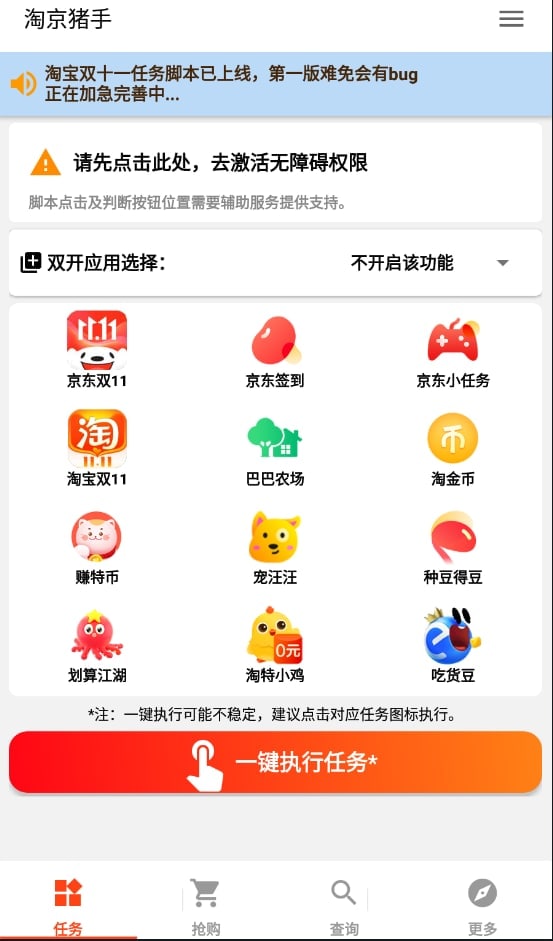 淘京猪手
淘宝双十一任务脚本已上线，第一版难免会有bug
正在加急完善中...
请先点击此处，去激活无障碍权限
脚本点击及判断按钮位置需要辅助服务提供支持。
双开应用选择：
不开启该功能
11.11
京东双11
京东签到
京东小任务
淘
11.11
淘宝双11
巴巴农场
币
淘金币
赚特币
宠汪汪
种豆得豆
划算江湖
0元
淘特小鸡
e
吃货豆
*注：一键执行可能不稳定，建议点击对应任务图标执行。
一键执行任务*
任务
抢购
查询
更多